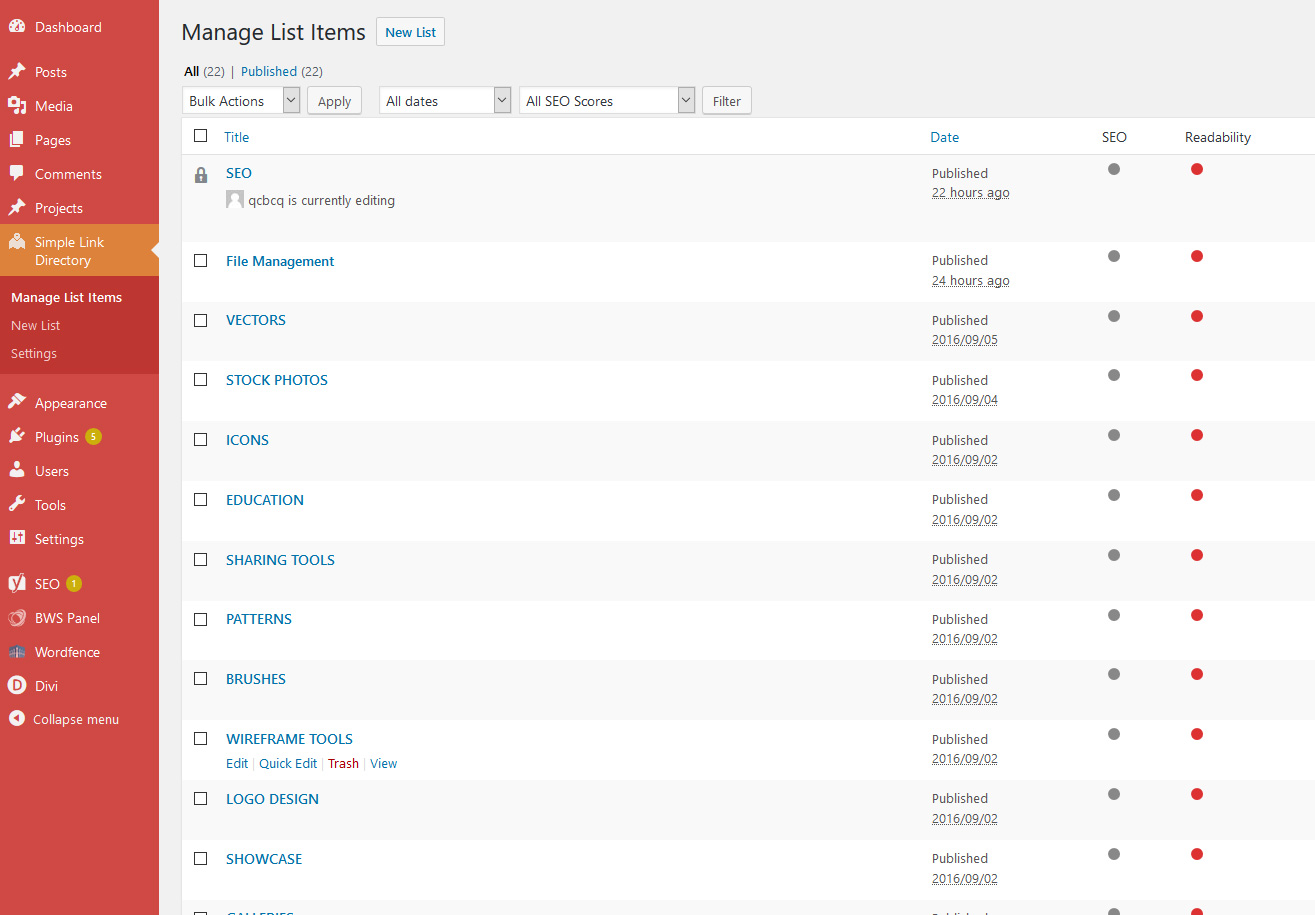 Dashboard
Posts
Media
Pages
Comments
Projects
Simple Link
Directory
Manage List Items
New List
Settings
Appearance
Plugins 5
Users
Tools
Settings
SEO 1
BWS Panel
Wordfence
Divi
Collapse menu
Manage List Items New List
All (22) | Published (22)
Bulk Actions Apply All dates All SEO Scores Filter
Title Date SEO Readability
SEO Published
qcbcq is currently editing 22 hours ago
File Management Published
24 hours ago
VECTORS Published
2016/09/05
STOCK PHOTOS Published
2016/09/04
ICONS Published
2016/09/02
EDUCATION Published
2016/09/02
SHARING TOOLS Published
2016/09/02
PATTERNS Published
2016/09/02
BRUSHES Published
2016/09/02
WIREFRAME TOOLS Published
Edit | Quick Edit | Trash | View 2016/09/02
LOGO DESIGN Published
2016/09/02
SHOWCASE Published
2016/09/02